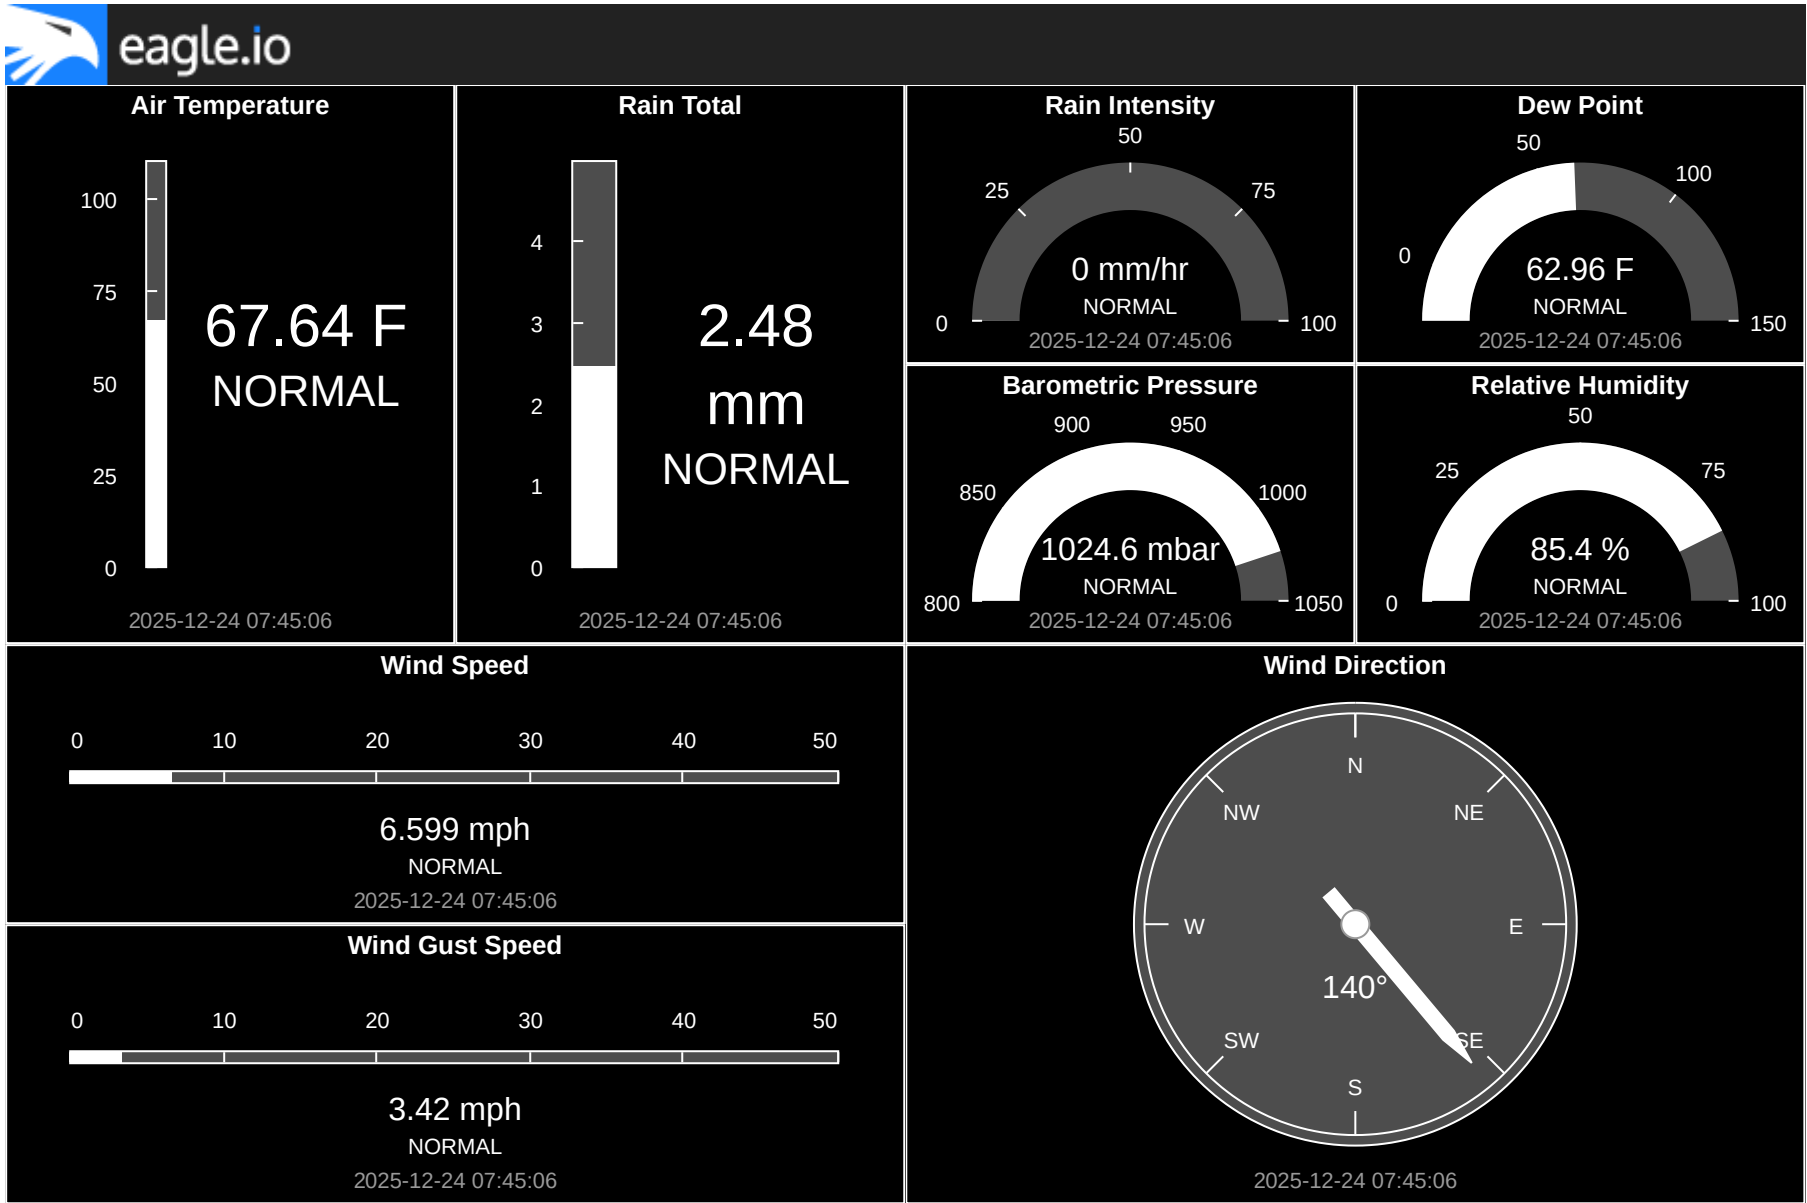 eagle.io
Air Temperature
100
75
50
25
0
67.64 F
NORMAL
2025-12-24 07:45:06
Rain Total
4
3
2
1
0
2.48
mm
NORMAL
2025-12-24 07:45:06
Rain Intensity
0
25
50
75
100
0 mm/hr
NORMAL
2025-12-24 07:45:06
Dew Point
0
50
100
150
62.96 F
NORMAL
2025-12-24 07:45:06
Barometric Pressure
800
850
900
950
1000
1050
1024.6 mbar
NORMAL
2025-12-24 07:45:06
Relative Humidity
0
25
50
75
100
85.4 %
NORMAL
2025-12-24 07:45:06
Wind Speed
0 10 20 30 40 50
6.599 mph
NORMAL
2025-12-24 07:45:06
Wind Gust Speed
0 10 20 30 40 50
3.42 mph
NORMAL
2025-12-24 07:45:06
Wind Direction
N
NW NE
W E
140°
SW SE
S
2025-12-24 07:45:06